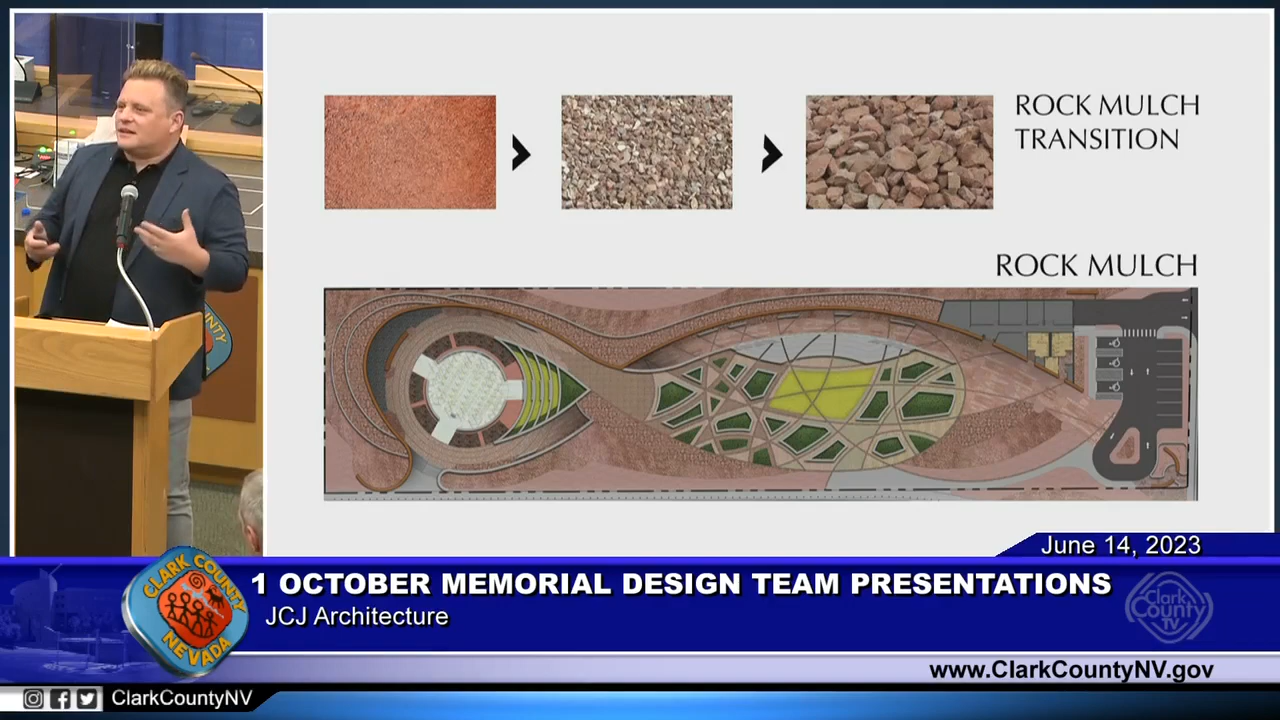 ROCK MULCH
TRANSITION
ROCK MULCH
NTY
June 14, 2023
1 OCTOBER MEMORIAL DESIGN TEAM PRESENTATIONS
JCJ Architecture
CLARK COUNTY
NEVADA
Clark
County
TV
www.ClarkCountyNV.gov
ClarkCountyNV